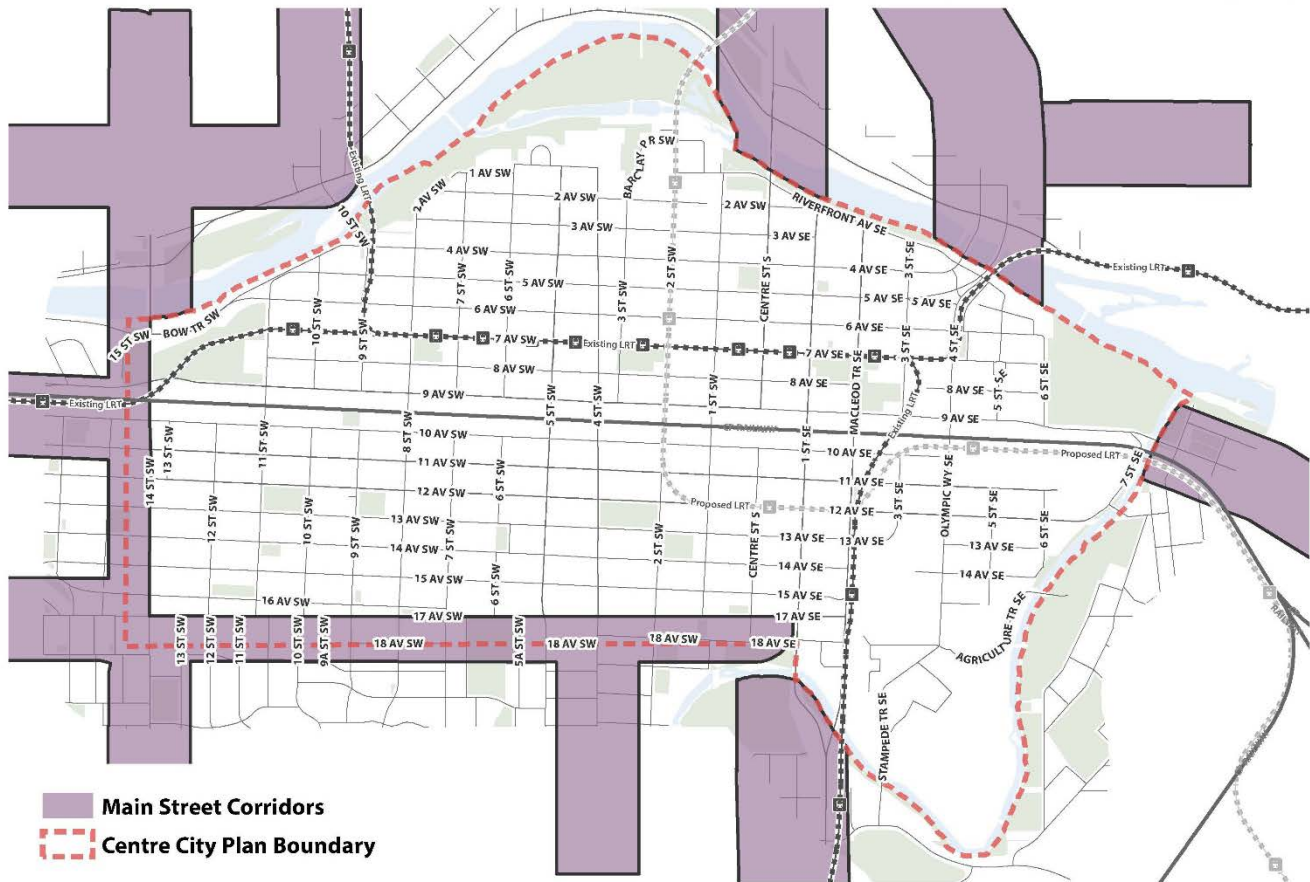 Existing LRT
10 ST SW
2 AV SW
1 AV SW
BARCLAY PR SW
2 AV SW
3 AV SW
2 AV SW
3 AV SE
RIVERFRONT AV SE
4 AV SW
7 ST SW
6 ST SW
5 AV SW
3 ST SW
2 ST SW
CENTRE ST S
4 AV SE
3 ST SE
5 AV SE
5 AV SE
Existing LRT
15 ST SW
BOW TR SW
10 ST SW
9 ST SW
6 AV SW
7 AV SW
Existing LRT
6 AV SE
7 AV SE
3 ST SE
4 ST SE
8 AV SW
8 AV SE
MACLEOD TR SE
Existing LRT
8 AV SE
5 ST SE
6 ST SE
Existing LRT
9 AV SW
9 AV SE
14 ST SW
13 ST SW
11 ST SW
8 ST SW
10 AV SW
5 ST SW
4 ST SW
1 ST SW
1 ST SE
10 AV SE
Proposed LRT
7 ST SE
11 AV SW
11 AV SE
12 ST SW
10 ST SW
9 ST SW
12 AV SW
6 ST SW
Proposed LRT
12 AV SE
3 ST SE
OLYMPIC WY SE
5 ST SE
6 ST SE
13 AV SW
7 ST SW
2 ST SW
CENTRE ST S
13 AV SE
13 AV SE
13 AV SE
14 AV SW
14 AV SE
14 AV SE
15 AV SW
6 ST SW
15 AV SE
16 AV SW
17 AV SW
17 AV SE
13 ST SW
12 ST SW
11 ST SW
10 ST SW
9A ST SW
18 AV SW
5A ST SW
18 AV SW
18 AV SW
18 AV SE
AGRICULTURE TR SE
STAMPEDE TR SE
Main Street Corridors
Centre City Plan Boundary